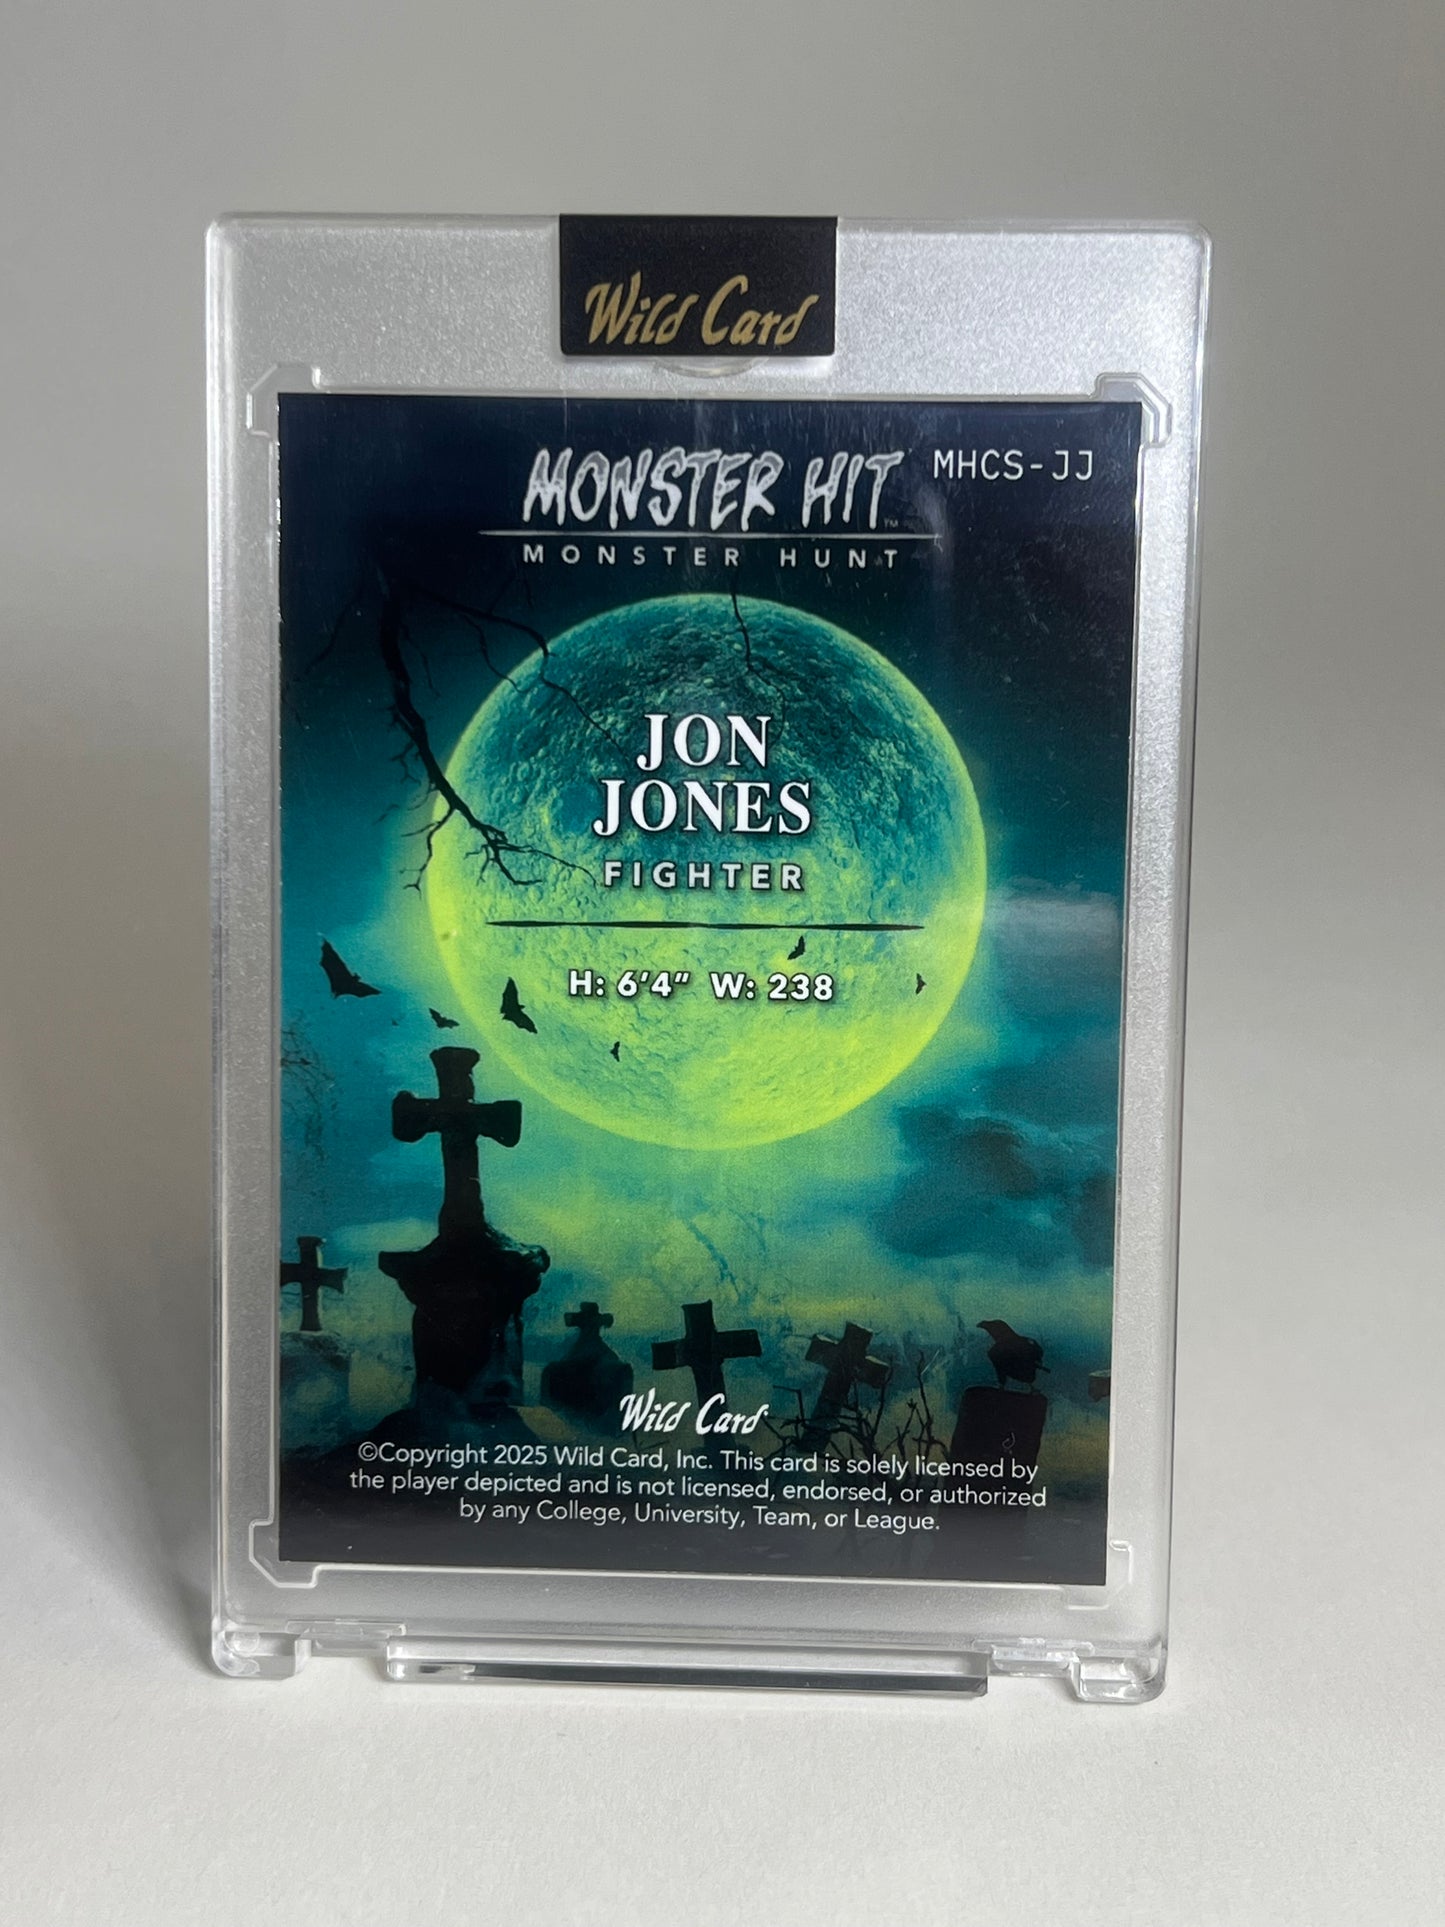 Wild Card
MONSTER HIT™
MHCS-JJ
MONSTER HUNT
JON
JONES
FIGHTER
H: 6'4" W: 238
Wild Card
©Copyright 2025 Wild Card, Inc. This card is solely licensed by
the player depicted and is not licensed, endorsed, or authorized
by any College, University, Team, or League.